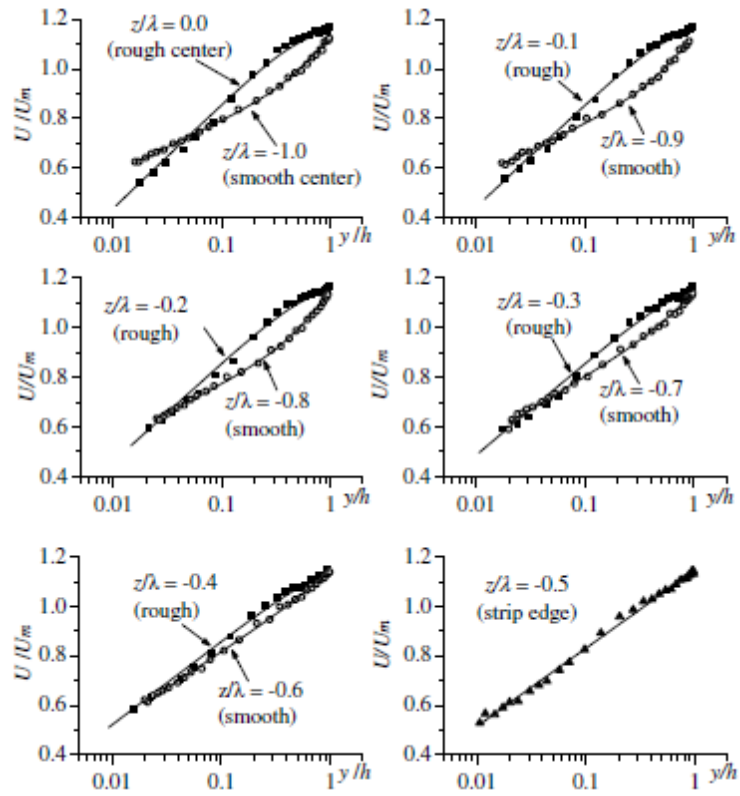 1.2
1.0
0.8
0.6
0.4
U/Um
z/λ = 0.0
(rough center)
z/λ = -1.0
(smooth center)
0.01
0.1
1
y/h
1.2
1.0
0.8
0.6
0.4
U/Um
z/λ = -0.1
(rough)
z/λ = -0.9
(smooth)
0.01
0.1
1
y/h
1.2
1.0
0.8
0.6
0.4
U/Um
z/λ = -0.2
(rough)
z/λ = -0.8
(smooth)
0.01
0.1
1
y/h
1.2
1.0
0.8
0.6
0.4
U/Um
z/λ = -0.3
(rough)
z/λ = -0.7
(smooth)
0.01
0.1
1
y/h
1.2
1.0
0.8
0.6
0.4
U/Um
z/λ = -0.4
(rough)
z/λ = -0.6
(smooth)
0.01
0.1
1
y/h
1.2
1.0
0.8
0.6
0.4
U/Um
z/λ = -0.5
(strip edge)
0.01
0.1
1
y/h